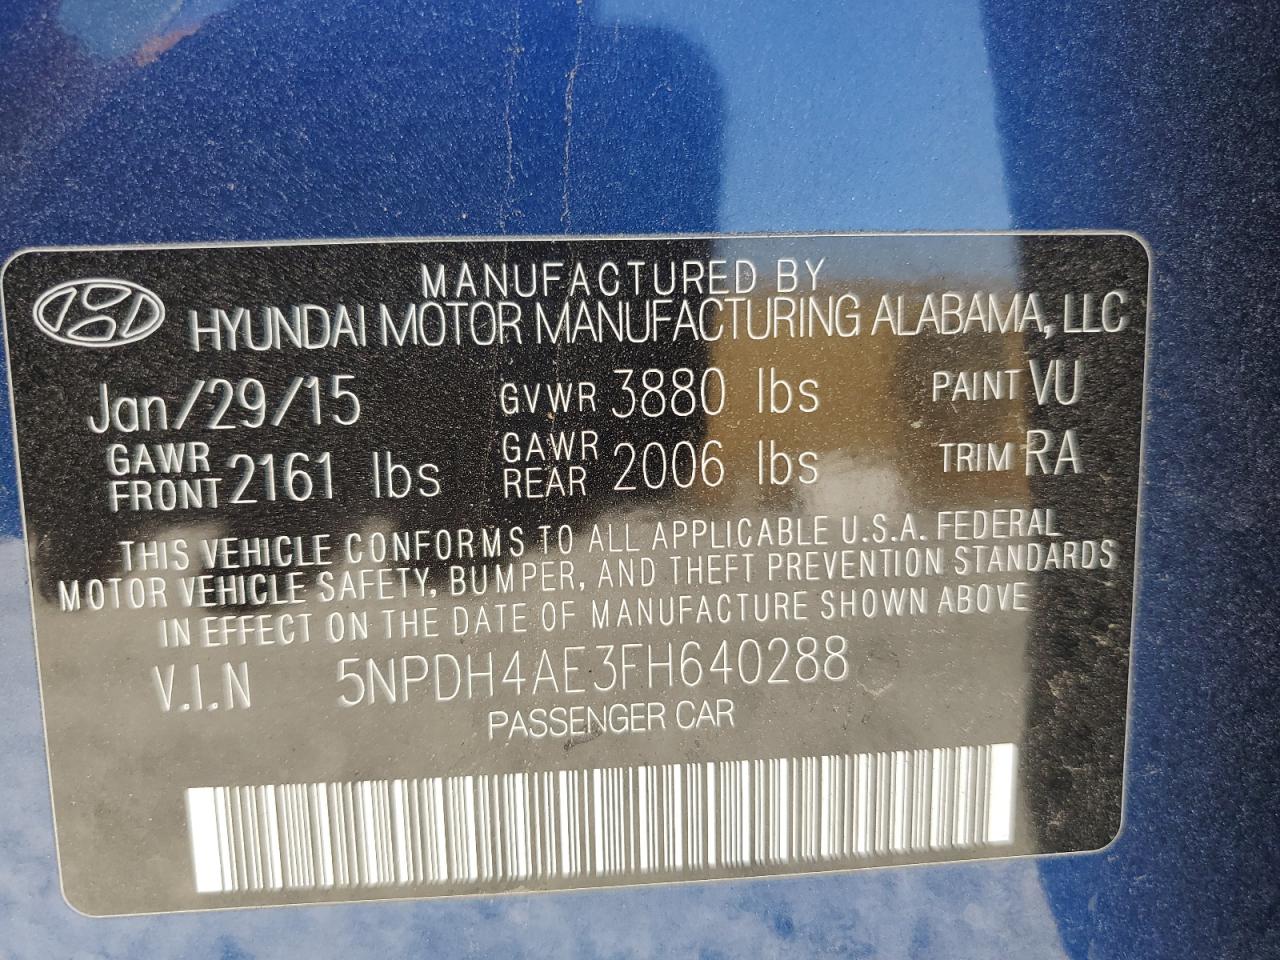 MANUFACTURED BY
HYUNDAI MOTOR MANUFACTURING ALABAMA, LLC
Jan/29/15 GVWR 3880 lbs PAINT VU
GAWR FRONT 2161 lbs GAWR REAR 2006 lbs TRIM RA
THIS VEHICLE CONFORMS TO ALL APPLICABLE U.S.A. FEDERAL
MOTOR VEHICLE SAFETY, BUMPER, AND THEFT PREVENTION STANDARDS
IN EFFECT ON THE DATE OF MANUFACTURE SHOWN ABOVE
V.I.N 5NPDH4AE3FH640288
PASSENGER CAR